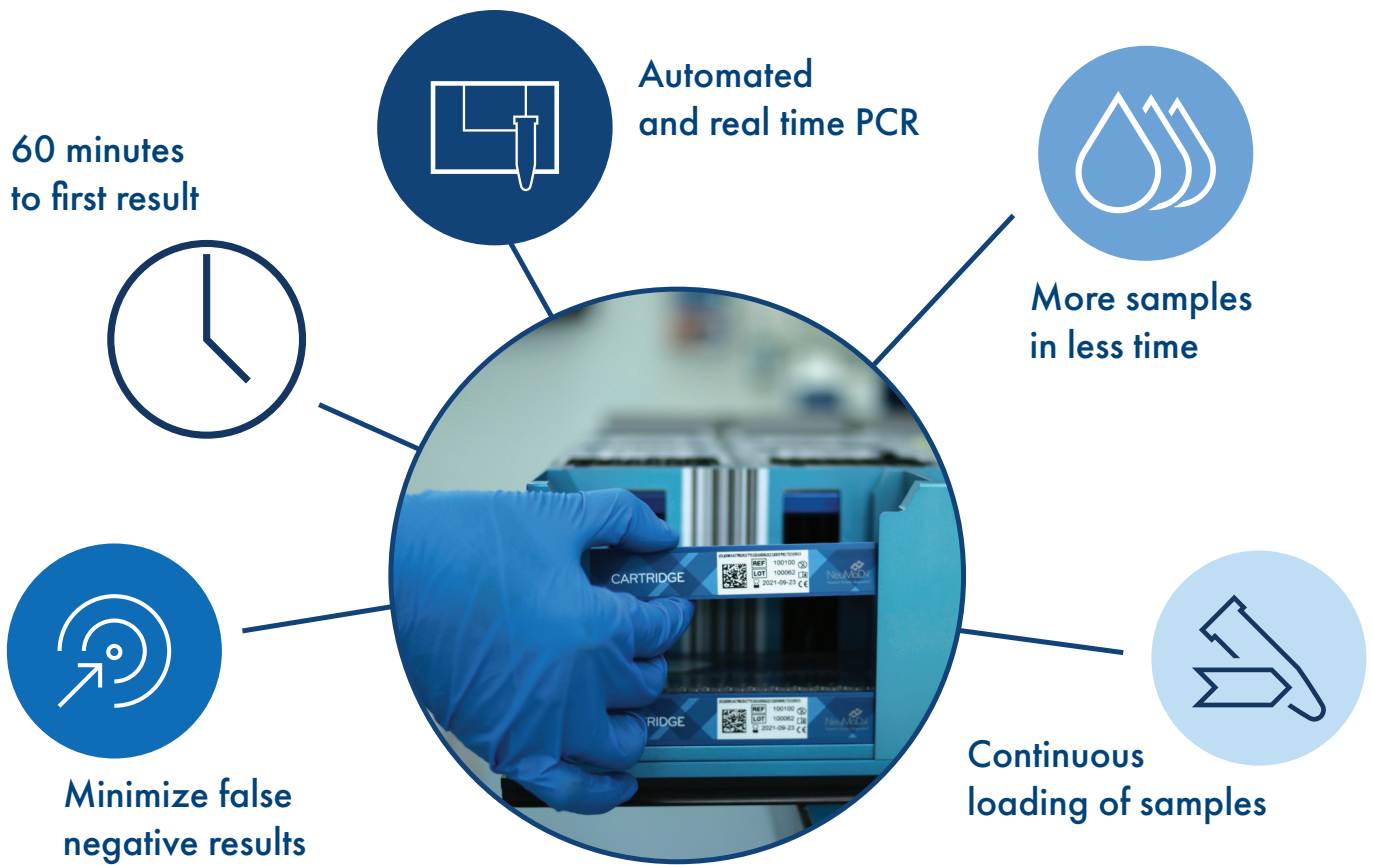 Automated
and real time PCR
60 minutes
to first result
More samples
in less time
CARTRIDGE
REF 100100
LOT 100062
2021-09-23
NeuMoDx
RIDGE
REF 100100
LOT 100062
2021-09-23
NeuMoDx
Continuous
loading of samples
Minimize false
negative results